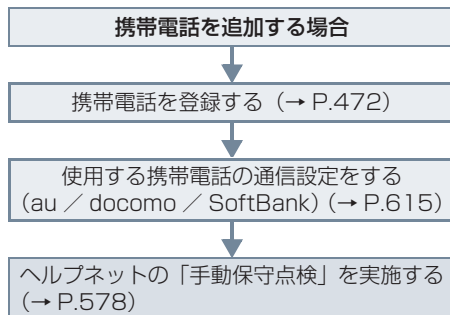 携帯電話を追加する場合
携帯電話を登録する（→ P.472）
使用する携帯電話の通信設定をする
（au ／ docomo ／ SoftBank）（→ P.615）
ヘルプネットの「手動保守点検」を実施する
（→ P.578）